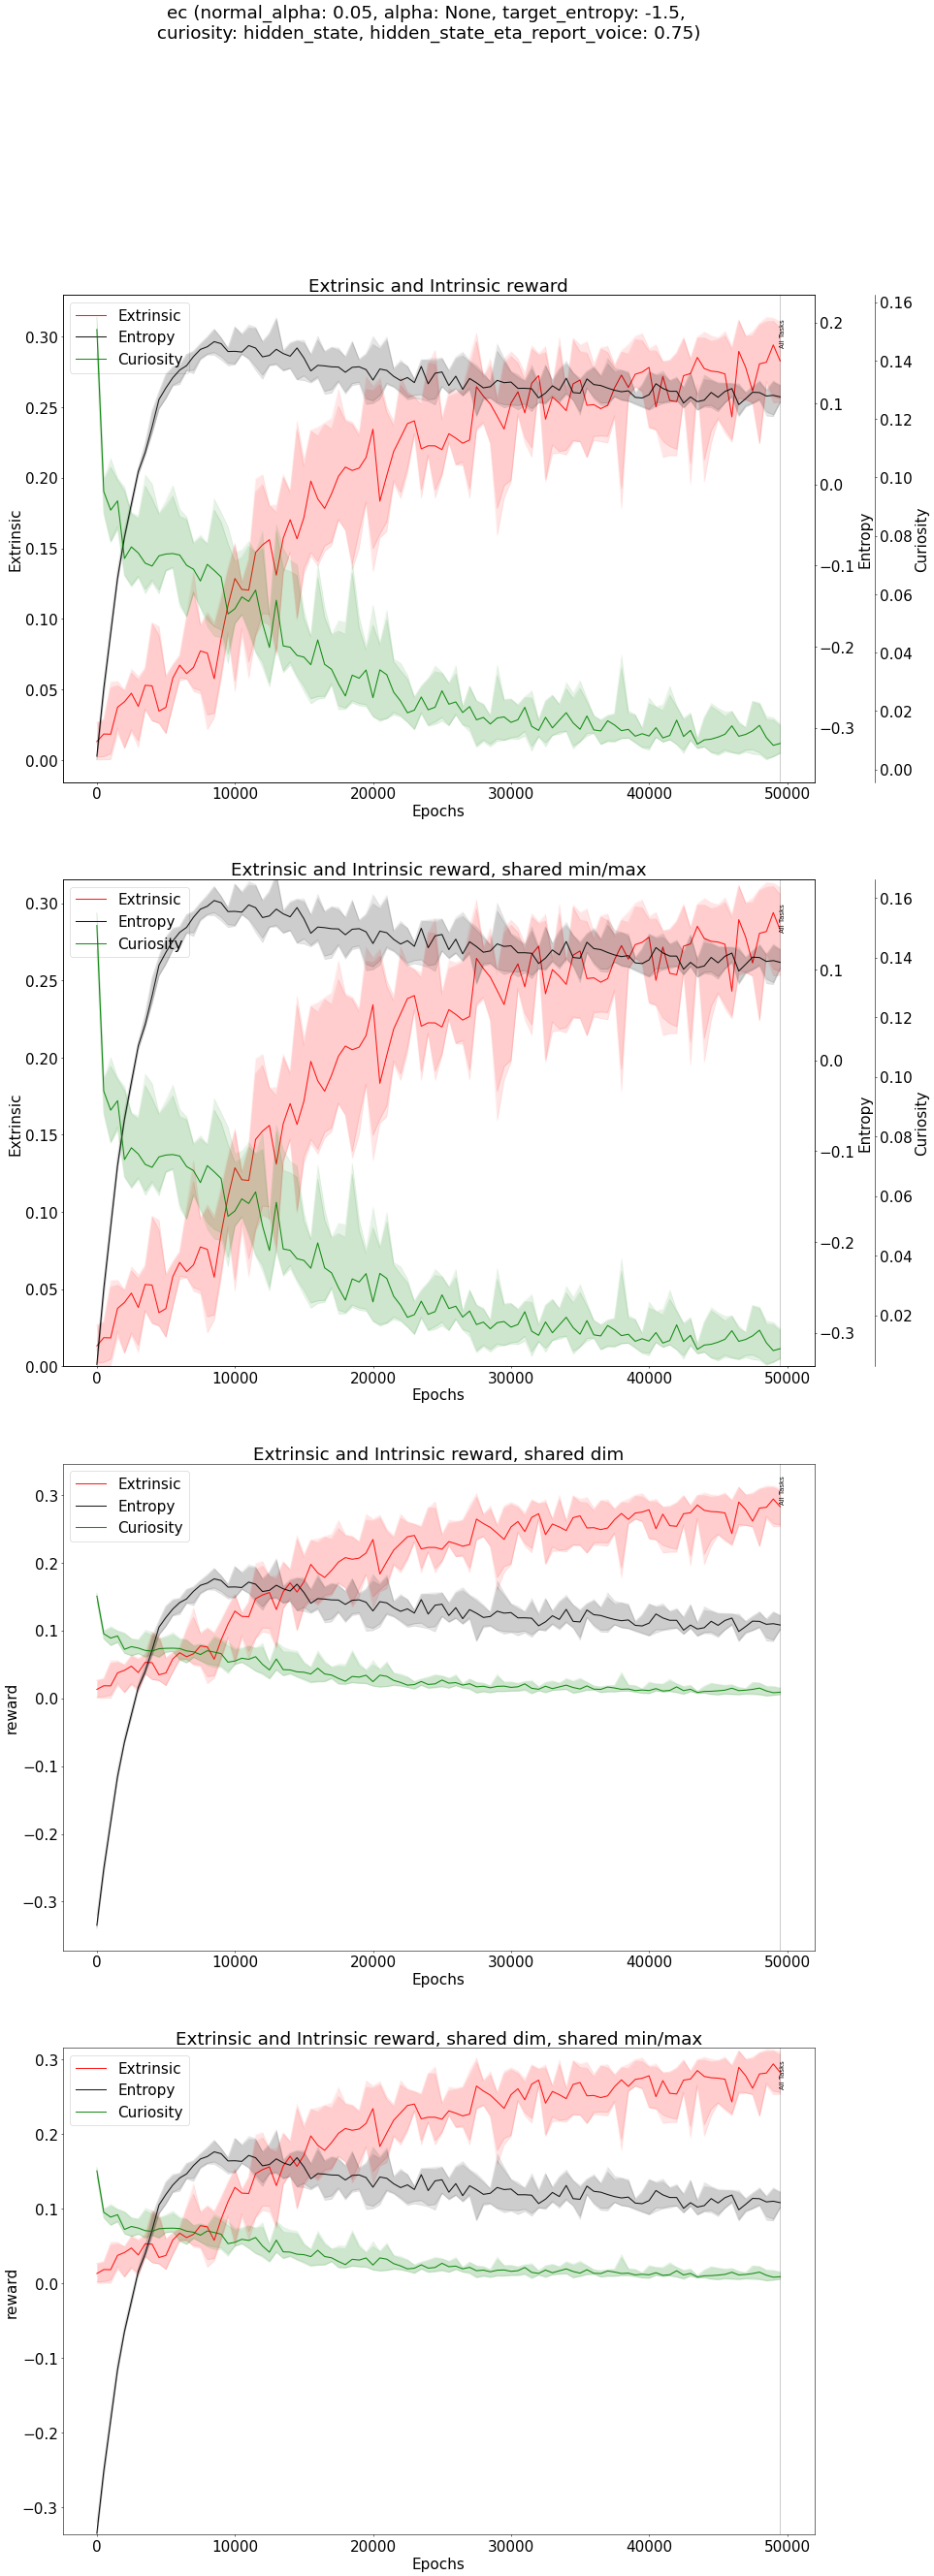 ec (normal_alpha: 0.05, alpha: None, target_entropy: -1.5,
curiosity: hidden_state, hidden_state_eta_report_voice: 0.75)
Extrinsic and Intrinsic reward
Extrinsic
Entropy
Curiosity
All Tasks
0.30
0.25
0.20
0.15
0.10
0.05
0.00
Extrinsic
0.2
0.1
0.0
−0.1
−0.2
−0.3
Entropy
0.16
0.14
0.12
0.10
0.08
0.06
0.04
0.02
0.00
Curiosity
0 10000 20000 30000 40000 50000
Epochs
Extrinsic and Intrinsic reward, shared min/max
Extrinsic
Entropy
Curiosity
All Tasks
0.30
0.25
0.20
0.15
0.10
0.05
0.00
Extrinsic
0.1
0.0
−0.1
−0.2
−0.3
Entropy
0.16
0.14
0.12
0.10
0.08
0.06
0.04
0.02
Curiosity
0 10000 20000 30000 40000 50000
Epochs
Extrinsic and Intrinsic reward, shared dim
Extrinsic
Entropy
Curiosity
All Tasks
0.3
0.2
0.1
0.0
−0.1
−0.2
−0.3
reward
0 10000 20000 30000 40000 50000
Epochs
Extrinsic and Intrinsic reward, shared dim, shared min/max
Extrinsic
Entropy
Curiosity
All Tasks
0.3
0.2
0.1
0.0
−0.1
−0.2
−0.3
reward
0 10000 20000 30000 40000 50000
Epochs